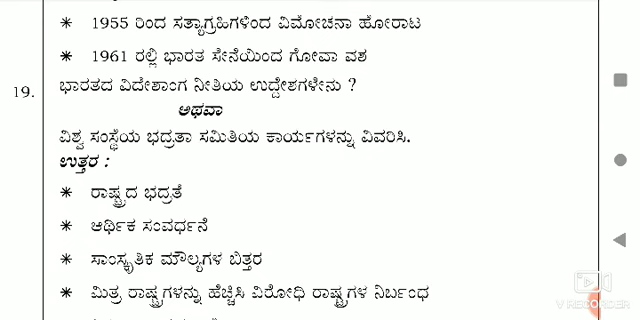 * 1955 ರಿಂದ ಸತ್ಯಾಗ್ರಹಿಗಳಿಂದ ವಿಮೋಚನಾ ಹೋರಾಟ
* 1961 ರಲ್ಲಿ ಭಾರತ ಸೇನೆಯಿಂದ ಗೋವಾ ವಶ
19. ಭಾರತದ ವಿದೇಶಾಂಗ ನೀತಿಯ ಉದ್ದೇಶಗಳೇನು ?
ಅಥವಾ
ವಿಶ್ವ ಸಂಸ್ಥೆಯ ಭದ್ರತಾ ಸಮಿತಿಯ ಕಾರ್ಯಗಳನ್ನು ವಿವರಿಸಿ.
ಉತ್ತರ :
* ರಾಷ್ಟ್ರದ ಭದ್ರತೆ
* ಆರ್ಥಿಕ ಸಂವರ್ಧನೆ
* ಸಾಂಸ್ಕೃತಿಕ ಮೌಲ್ಯಗಳ ಬಿತ್ತರ
* ಮಿತ್ರ ರಾಷ್ಟ್ರಗಳನ್ನು ಹೆಚ್ಚಿಸಿ ವಿರೋಧಿ ರಾಷ್ಟ್ರಗಳ ನಿರ್ಬಂಧ
V RECORDER